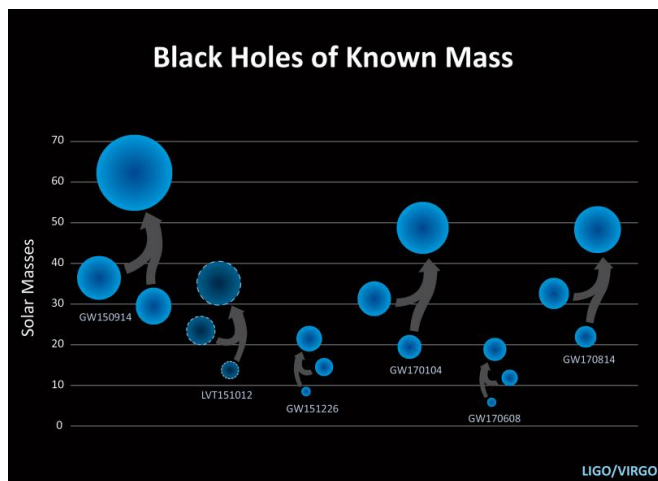 Black Holes of Known Mass
Solar Masses
70
60
50
40
30
20
10
0
GW150914
LVT151012
GW151226
GW170104
GW170608
GW170814
LIGO/VIRGO